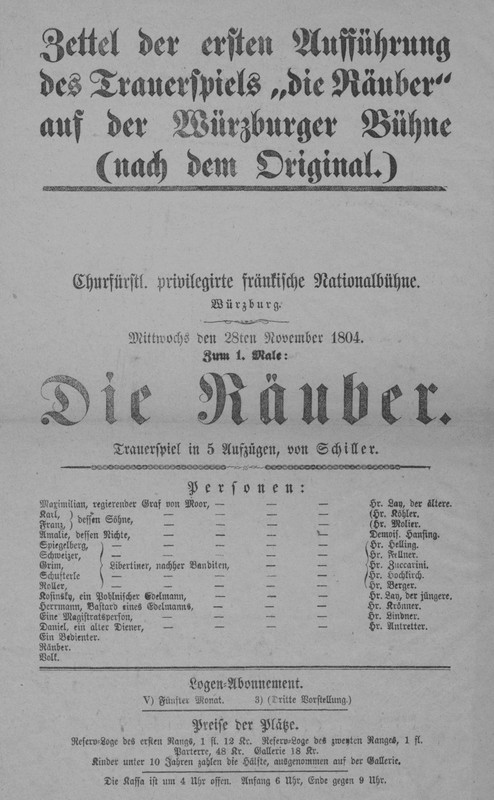 Zettel der ersten Aufführung
des Trauerspiels „die Räuber“
auf der Würzburger Bühne
(nach dem Original.)
Churfürstl. privilegirte fränkische Nationalbühne.
Würzburg.
Mittwochs den 28ten November 1804.
Zum 1. Male:
Die Räuber.
Trauerspiel in 5 Aufzügen, von Schiller.
Personen:
Maximilian, regierender Graf von Moor, — — — — Hr. Lay, der ältere.
Karl, } dessen Söhne, — — — — (Hr. Köhler.
Franz, (Hr. Molier.
Amalie, dessen Nichte, — — — — Demois. Hansing.
Spiegelberg, — — — — Hr. Helling.
Schweizer, — — — — Hr. Kellner.
Grim, } Libertiner, nachher Banditen, — — — Hr. Zuccarini.
Schufterle — — — — Hr. Hochkirch.
Roller, — — — — Hr. Berger.
Kosinsky, ein Pohlnischer Edelmann, — — — — Hr. Lay, der jüngere.
Herrmann, Bastard eines Edelmanns, — — — Hr. Krönner.
Eine Magistratsperson, — — — — Hr. Lindner.
Daniel, ein alter Diener, — — — — Hr. Antretter.
Ein Bedienter.
Räuber.
Volk.
Logen-Abonnement.
V) Fünfter Monat. 3) (Dritte Vorstellung.)
Preise der Plätze.
Reserv-Loge des ersten Rangs, 1 fl. 12 Kr. Reserv-Loge des zweyten Ranges, 1 fl.
Parterre, 48 Kr. Gallerie 18 Kr.
Kinder unter 10 Jahren zahlen die Hälfte, ausgenommen auf der Gallerie.
Die Kassa ist um 4 Uhr offen. Anfang 6 Uhr, Ende gegen 9 Uhr.